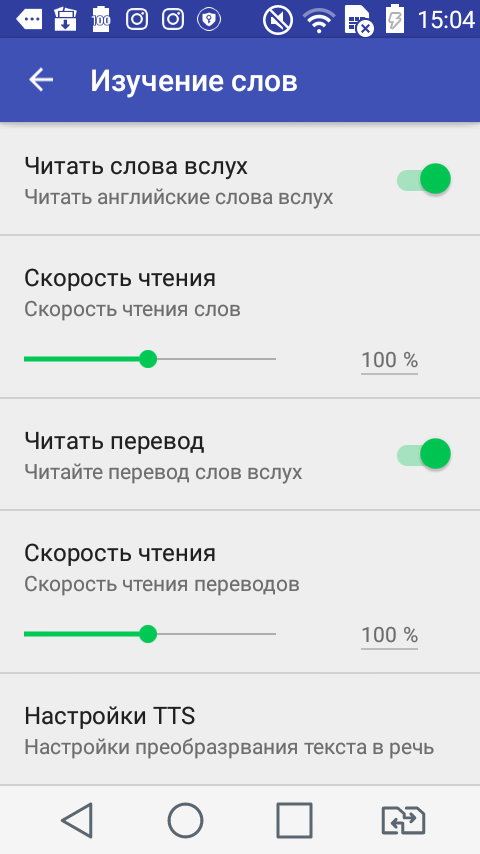 100
15:04
Изучение слов
Читать слова вслух
Читать английские слова вслух
Скорость чтения
Скорость чтения слов
100 %
Читать перевод
Читайте перевод слов вслух
Скорость чтения
Скорость чтения переводов
100 %
Настройки TTS
Настройки преобразрвания текста в речь